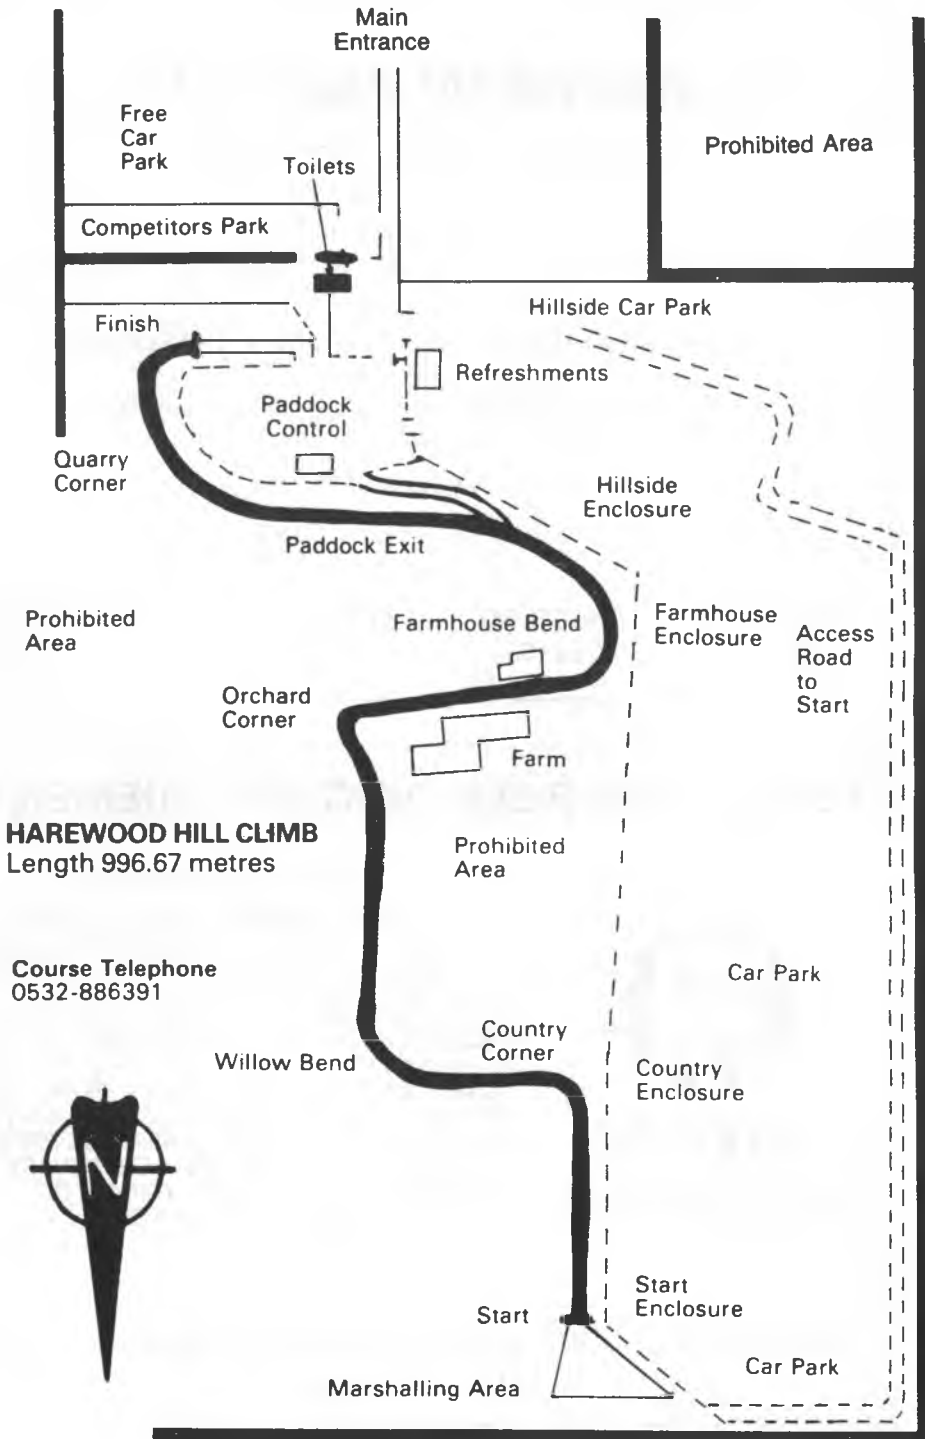 Main
Entrance
Free
Car
Park
Prohibited Area
Toilets
Competitors Park
Hillside Car Park
Finish
Refreshments
Paddock
Control
Quarry
Corner
Hillside
Enclosure
Paddock Exit
Prohibited
Area
Farmhouse Bend
Farmhouse
Enclosure
Access
Road
to
Start
Orchard
Corner
Farm
HAREWOOD HILL CLIMB
Length 996.67 metres
Prohibited
Area
Course Telephone
0532-886391
Car Park
Country
Corner
Willow Bend
Country
Enclosure
N
Start
Enclosure
Start
Car Park
Marshalling Area